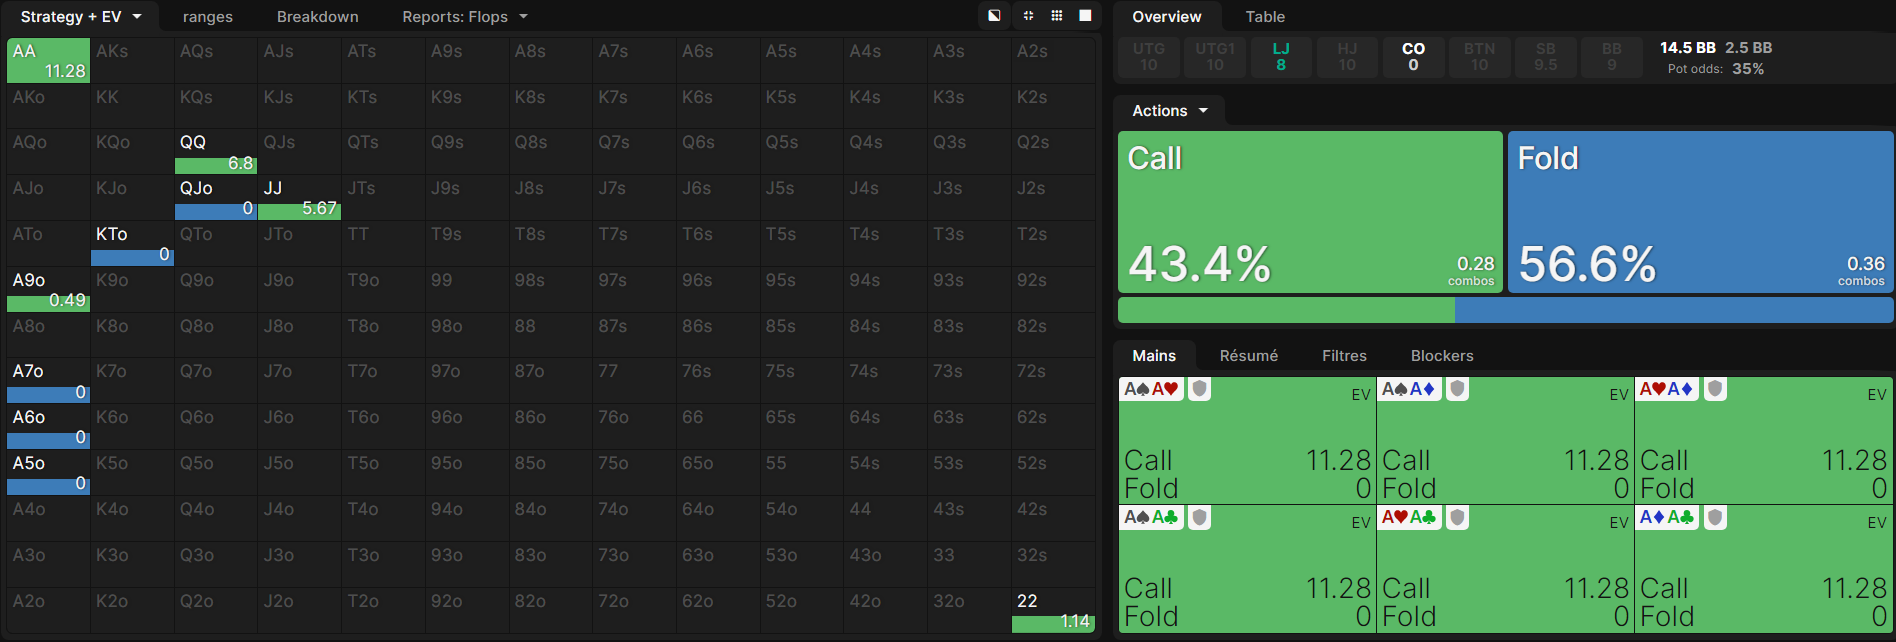 Strategy + EV ranges Breakdown Reports: Flops
AA AKs AQs AJs ATs A9s A8s A7s A6s A5s A4s A3s A2s
11.28
AKo KK KQs KJs KTs K9s K8s K7s K6s K5s K4s K3s K2s
AQo KQo QQ QJs QTs Q9s Q8s Q7s Q6s Q5s Q4s Q3s Q2s
6.8
AJo KJo QJo JJ JTs J9s J8s J7s J6s J5s J4s J3s J2s
0 5.67
ATo KTo QTo JTo TT T9s T8s T7s T6s T5s T4s T3s T2s
0
A9o K9o Q9o J9o T9o 99 98s 97s 96s 95s 94s 93s 92s
0.49
A8o K8o Q8o J8o T8o 98o 88 87s 86s 85s 84s 83s 82s
A7o K7o Q7o J7o T7o 97o 87o 77 76s 75s 74s 73s 72s
0
A6o K6o Q6o J6o T6o 96o 86o 76o 66 65s 64s 63s 62s
0
A5o K5o Q5o J5o T5o 95o 85o 75o 65o 55 54s 53s 52s
0
A4o K4o Q4o J4o T4o 94o 84o 74o 64o 54o 44 43s 42s
A3o K3o Q3o J3o T3o 93o 83o 73o 63o 53o 43o 33 32s
A2o K2o Q2o J2o T2o 92o 82o 72o 62o 52o 42o 32o 22
1.14
Overview Table
UTG UTG1 LJ HJ CO BTN SB BB
10 10 8 10 0 10 9.5 9
14.5 BB 2.5 BB
Pot odds: 35%
Actions
Call Fold
43.4% 0.28 combos 56.6% 0.36 combos
Mains Résumé Filtres Blockers
A♠A♥ EV A♠A♦ EV A♥A♦ EV
Call 11.28 Call 11.28 Call 11.28
Fold 0 Fold 0 Fold 0
A♠A♣ EV A♥A♣ EV A♦A♣ EV
Call 11.28 Call 11.28 Call 11.28
Fold 0 Fold 0 Fold 0